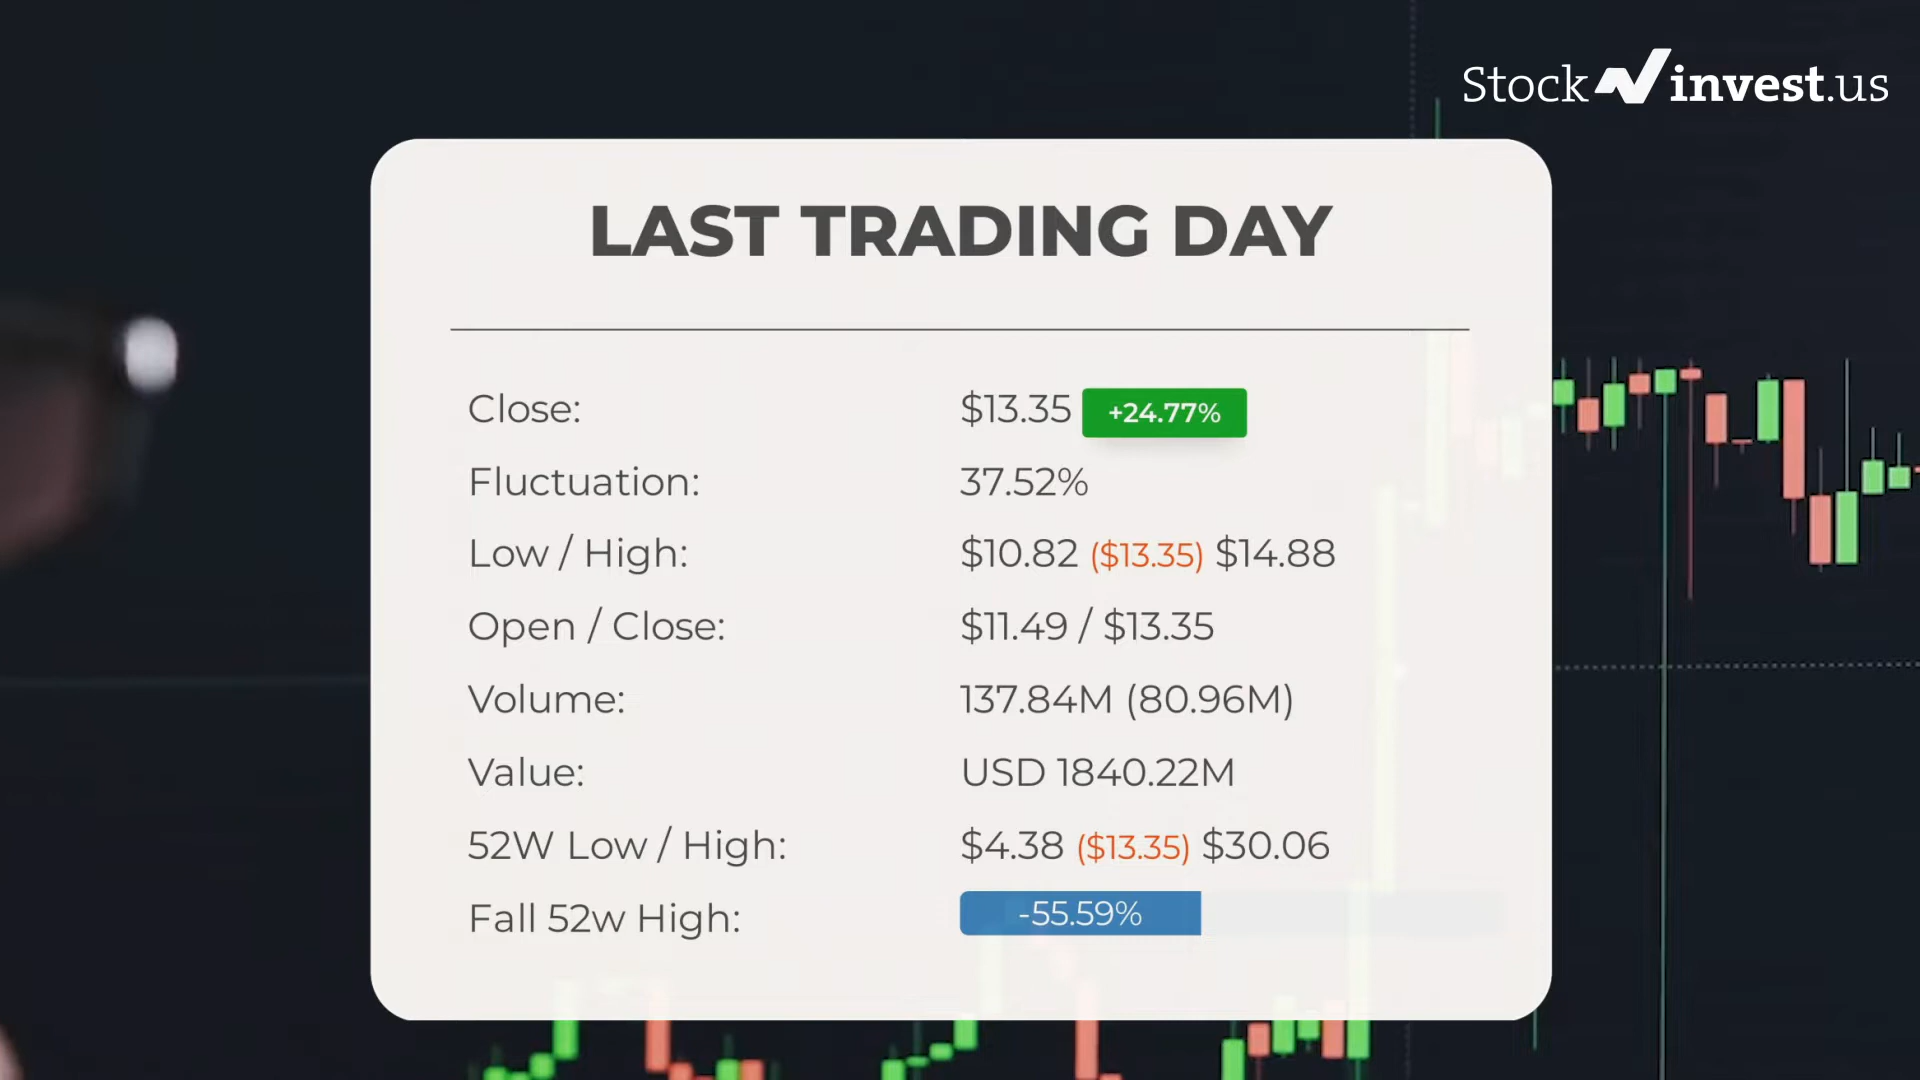 Stock invest.us
LAST TRADING DAY
Close: $13.35 +24.77%
Fluctuation: 37.52%
Low / High: $10.82 ($13.35) $14.88
Open / Close: $11.49 / $13.35
Volume: 137.84M (80.96M)
Value: USD 1840.22M
52W Low / High: $4.38 ($13.35) $30.06
Fall 52w High: -55.59%